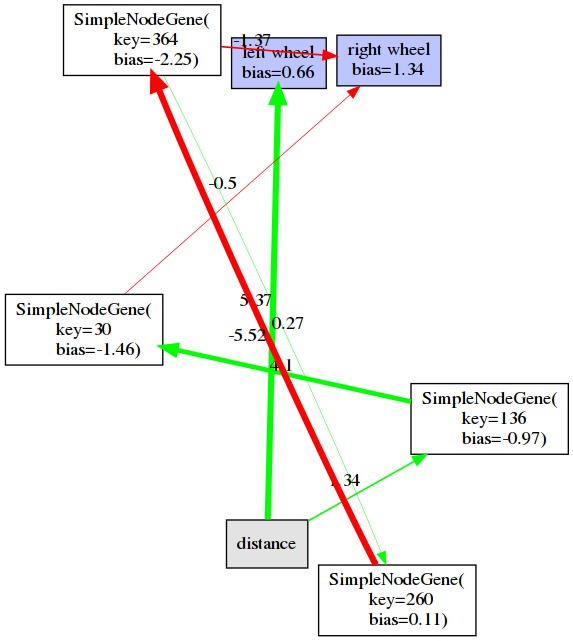 SimpleNodeGene(
key=364
bias=-2.25)
-1.37
left wheel
bias=0.66
right wheel
bias=1.34
-0.5
SimpleNodeGene(
key=30
bias=-1.46)
5.37
0.27
-5.52
4.1
SimpleNodeGene(
key=136
bias=-0.97)
distance
SimpleNodeGene(
key=260
bias=0.11)